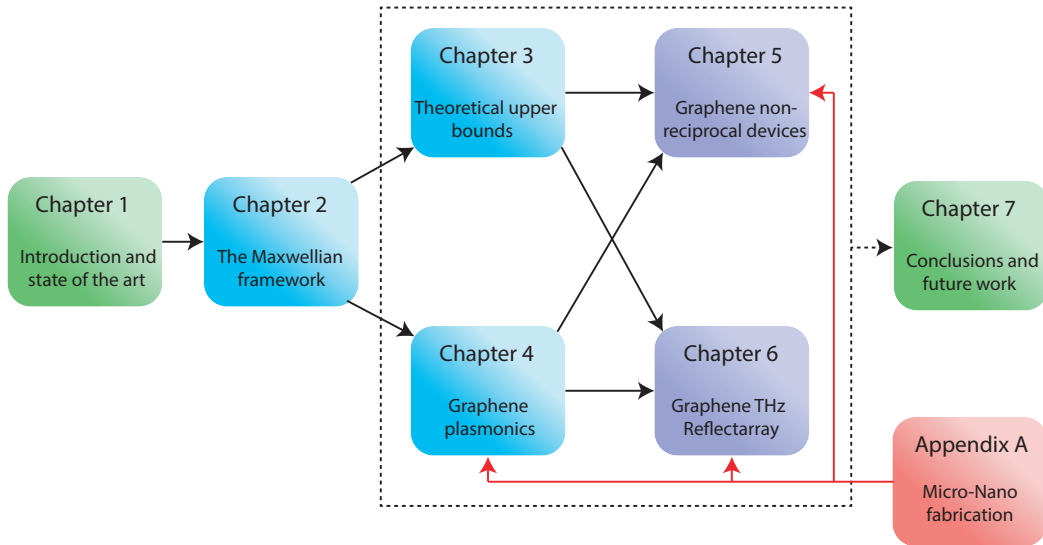 Chapter 1
Introduction and
state of the art
Chapter 2
The Maxwellian
framework
Chapter 3
Theoretical upper
bounds
Chapter 4
Graphene
plasmonics
Chapter 5
Graphene non-
reciprocal devices
Chapter 6
Graphene THz
Reflectarray
Chapter 7
Conclusions and
future work
Appendix A
Micro-Nano
fabrication